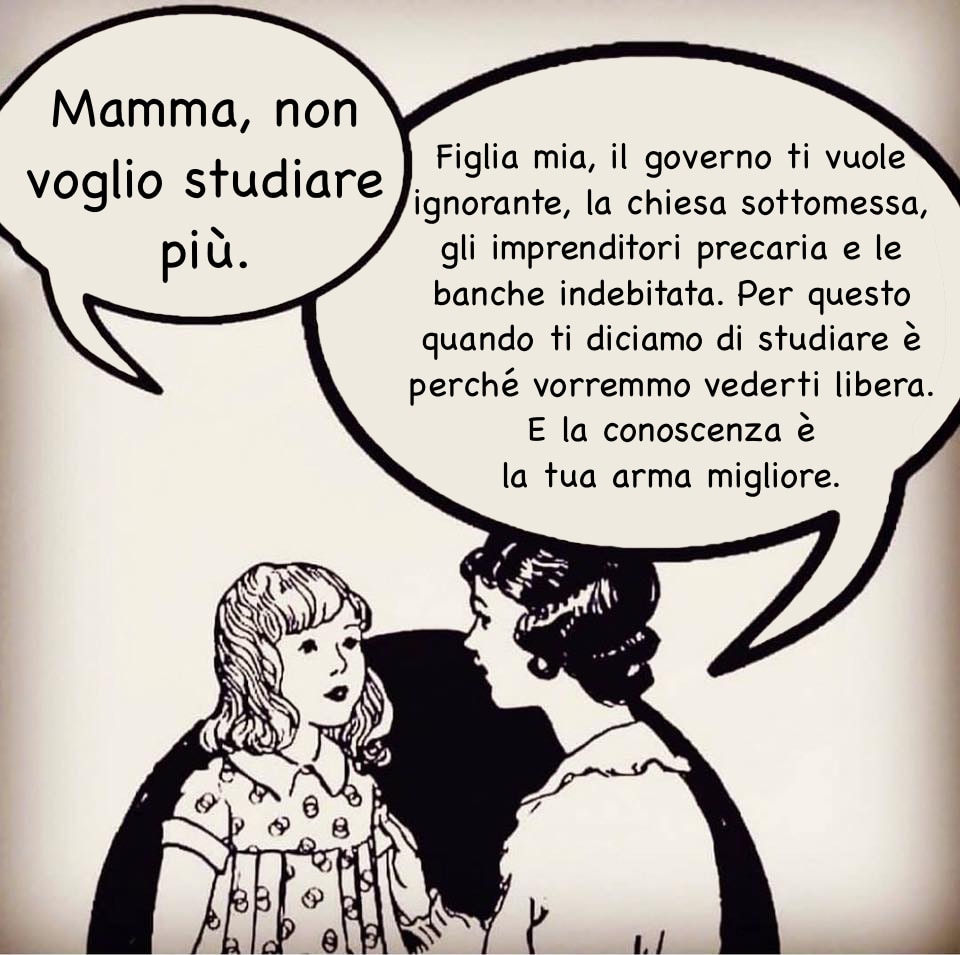 Mamma, non
voglio studiare
più.
Figlia mia, il governo ti vuole
ignorante, la chiesa sottomessa,
gli imprenditori precaria e le
banche indebitata. Per questo
quando ti diciamo di studiare è
perché vorremmo vederti libera.
E la conoscenza è
la tua arma migliore.